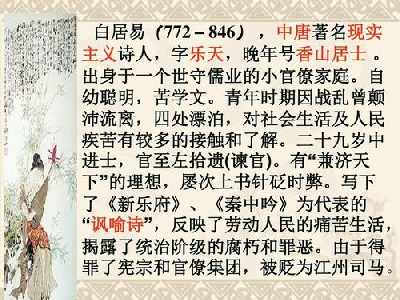 白居易(772－846)，中唐著名现实
主义诗人，字乐天，晚年号香山居士 。
出身于一个世守儒业的小官僚家庭。自
幼聪明，苦学文。青年时期因战乱曾颠
沛流离，四处漂泊，对社会生活及人民
疾苦有较多的接触和了解。二十九岁中
进士，官至左拾遗(谏官)。有“兼济天
下”的理想，屡次上书针砭时弊。写下
了《新乐府》、《秦中吟》为代表的
“讽喻诗”，反映了劳动人民的痛苦生活，
揭露了统治阶级的腐朽和罪恶。由于得
罪了宪宗和官僚集团，被贬为江州司马。